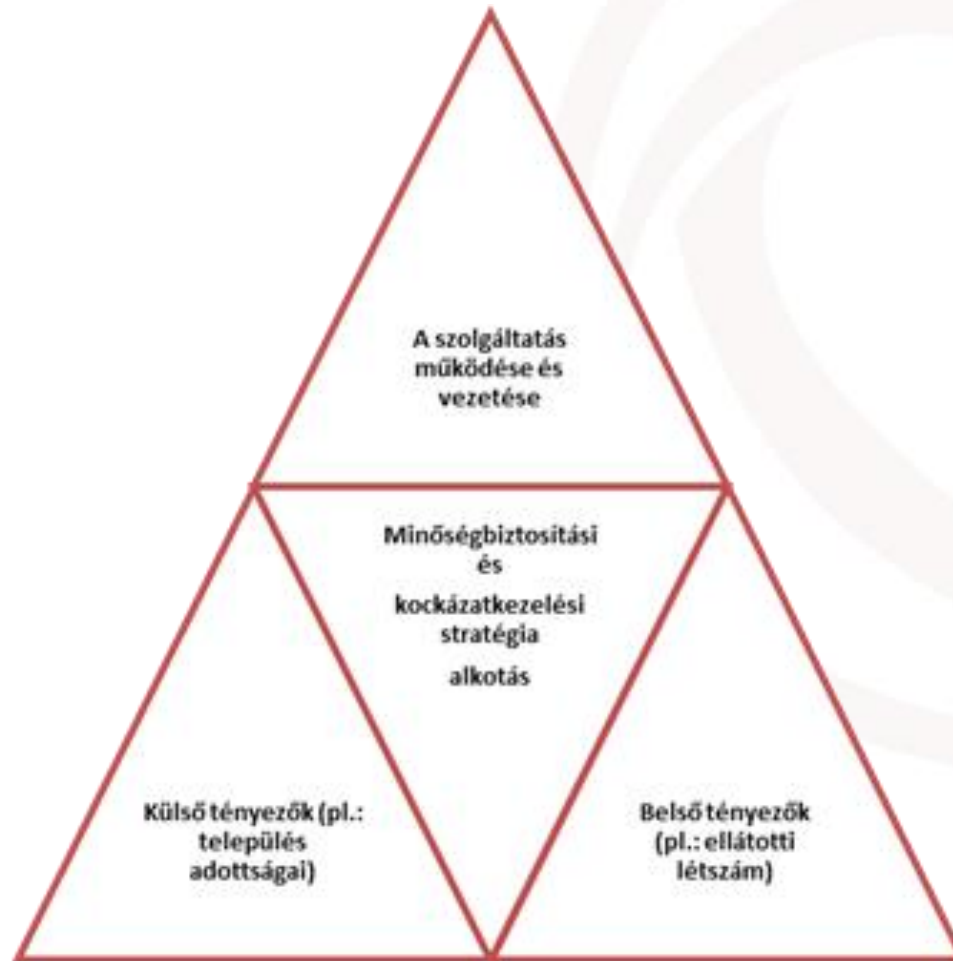 A szolgáltatás
működése és
vezetése
Minőségbiztosítási
és
kockázatkezelési
stratégia
alkotás
Külső tényezők (pl.:
település
adottságai)
Belső tényezők
(pl.: ellátotti
létszám)